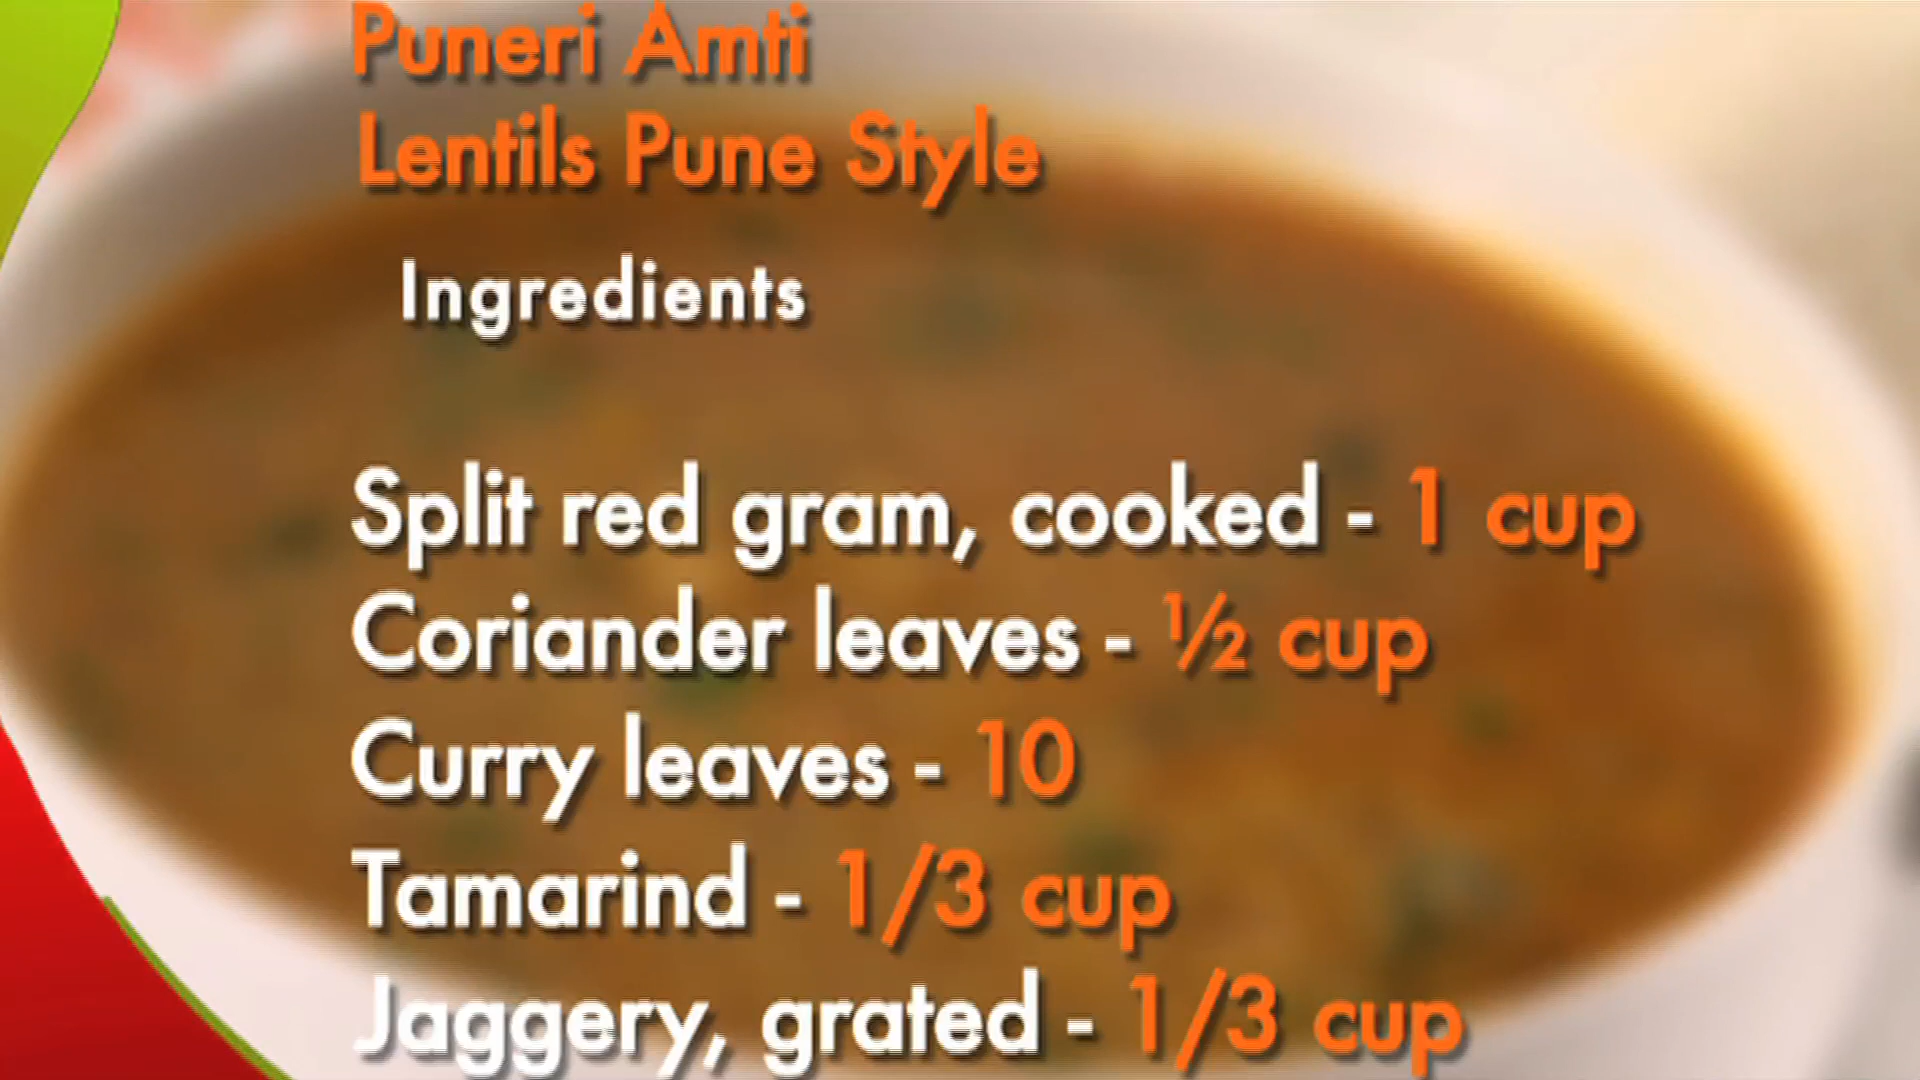 Puneri Amti
Lentils Pune Style
Ingredients
Split red gram, cooked - 1 cup
Coriander leaves - ½ cup
Curry leaves - 10
Tamarind - 1/3 cup
Jaggery, grated - 1/3 cup